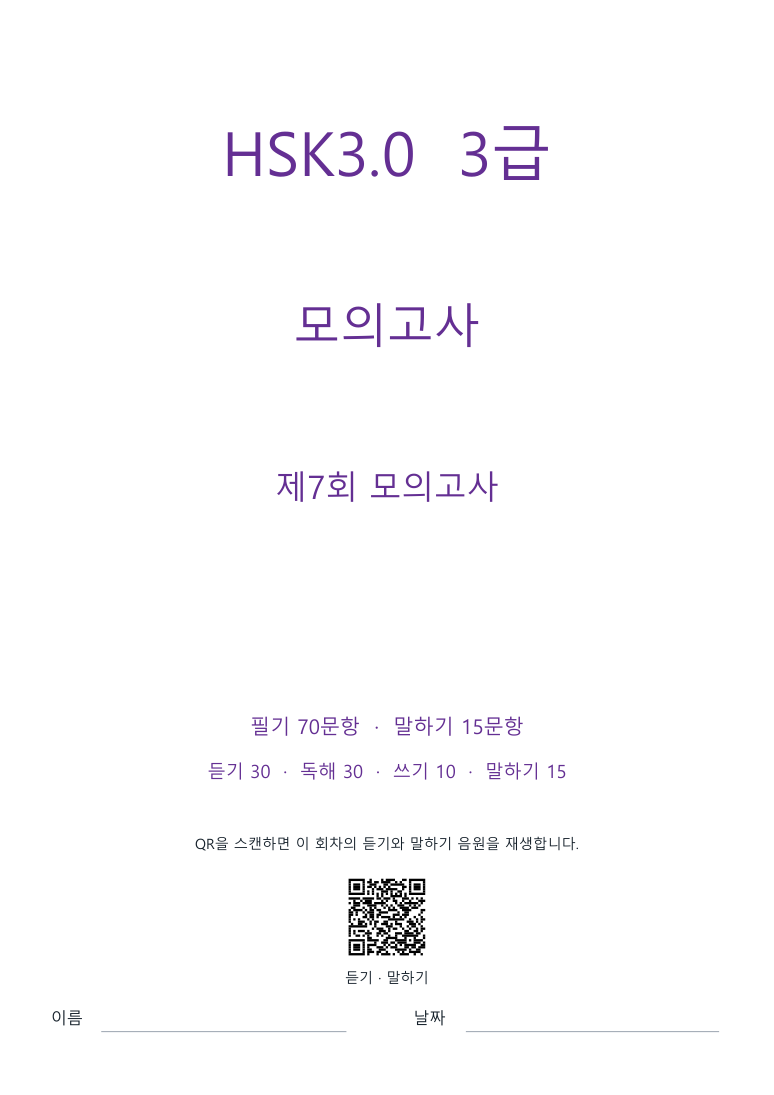 HSK3.0 3급
모의고사
제7회 모의고사
필기 70문항 · 말하기 15문항
듣기 30 · 독해 30 · 쓰기 10 · 말하기 15
QR을 스캔하면 이 회차의 듣기와 말하기 음원을 재생합니다.
듣기 · 말하기
이름 날짜